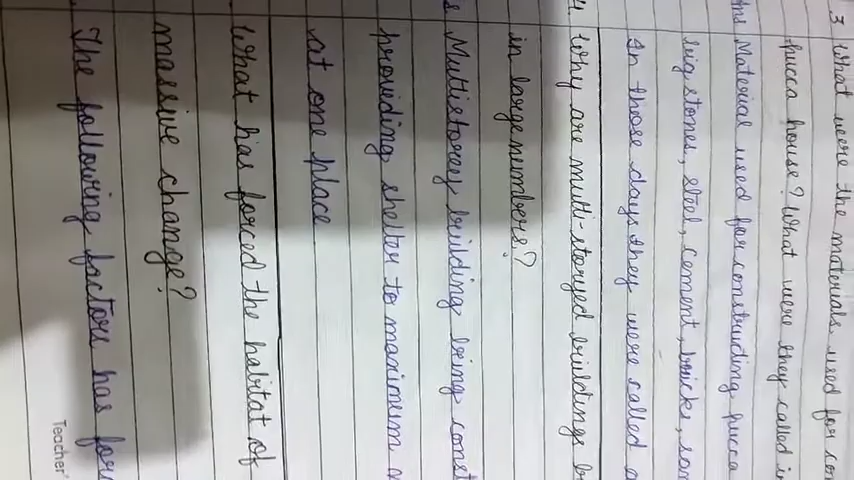 3 What were the materials used for con
pucca house? What were they called in
Ans Material used for constructing pucca
big stones, steel, cement, bricks, san
In those days they were called a
4. Why are multi-storyed buildings b
in large numbers?
s Multistorey building being const
providing shelter to maximum
at one place
What has forced the habitat of
massive change?
The following factors has for
Teacher'